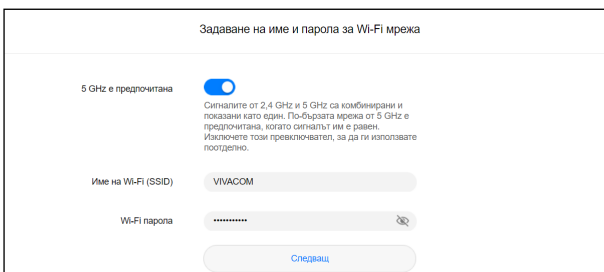 Задаване на име и парола за Wi-Fi мрежа
5 GHz е предпочитана
Сигналите от 2,4 GHz и 5 GHz са комбинирани и
показани като един. По-бързата мрежа от 5 GHz е
предпочитана, когато сигналът им е равен.
Изключете този превключвател, за да ги използвате
поотделно.
Име на Wi-Fi (SSID)
VIVACOM
Wi-Fi парола
•••••••••••
Следващ